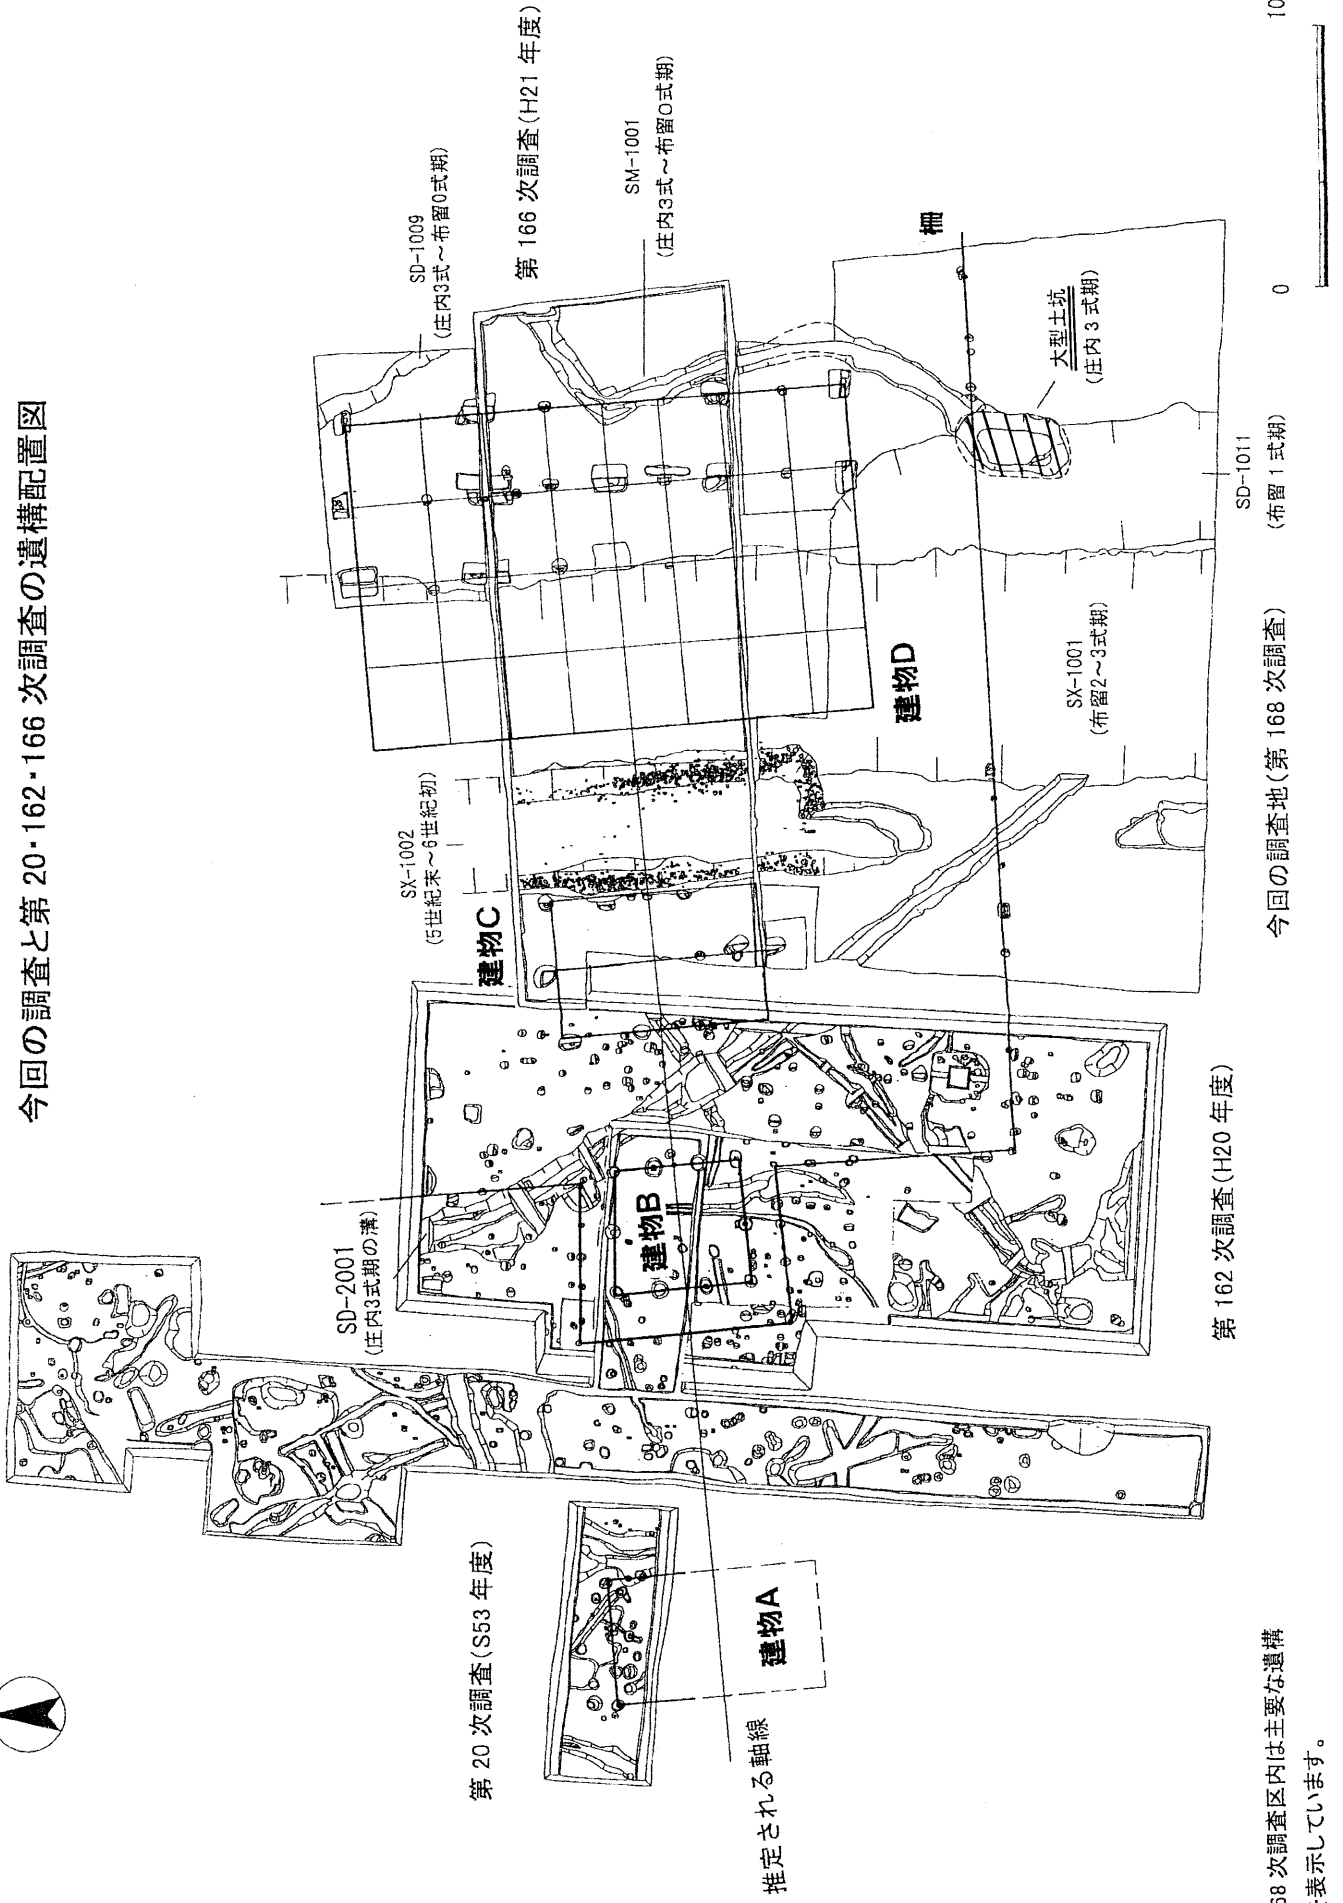 今回の調査と第20・162・166次調査の遺構配置図
第20次調査(S53年度)
SD-2001
(庄内3式期の溝)
建物C
SX-1002
(5世紀末～6世紀初)
SD-1009
(庄内3式～布留0式期)
第166次調査(H21年度)
SM-1001
(庄内3式～布留0式期)
建物A
建物B
建物D
柵
推定される軸線
SX-1001
(布留2～3式期)
大型土坑
(庄内3式期)
SD-1011
(布留1式期)
第162次調査(H20年度)
今回の調査地(第168次調査)
0
10
68次調査区内は主要な遺構
表示しています。